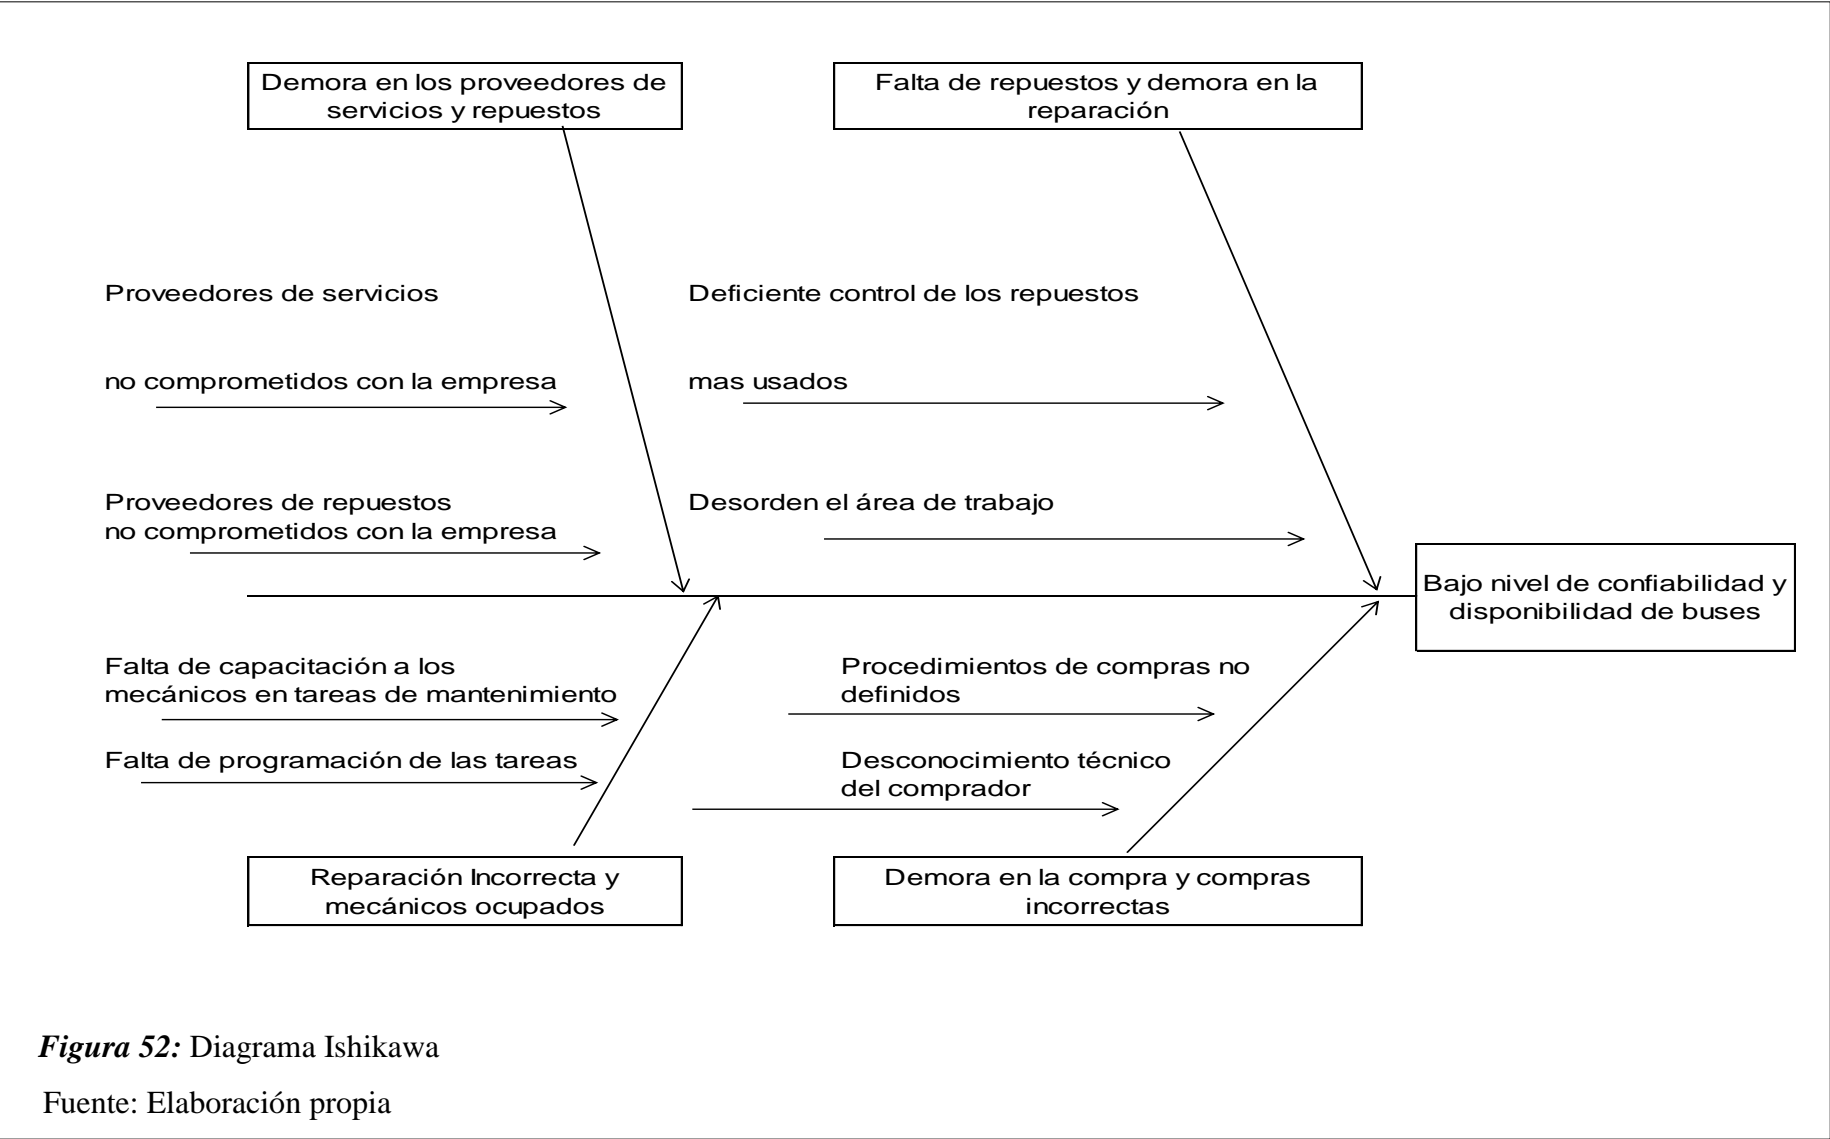 Demora en los proveedores de
servicios y repuestos
Falta de repuestos y demora en la
reparación
Proveedores de servicios
no comprometidos con la empresa
Deficiente control de los repuestos
mas usados
Proveedores de repuestos
no comprometidos con la empresa
Desorden el área de trabajo
Bajo nivel de confiabilidad y
disponibilidad de buses
Falta de capacitación a los
mecánicos en tareas de mantenimiento
Falta de programación de las tareas
Procedimientos de compras no
definidos
Desconocimiento técnico
del comprador
Reparación Incorrecta y
mecánicos ocupados
Demora en la compra y compras
incorrectas
Figura 52: Diagrama Ishikawa
Fuente: Elaboración propia